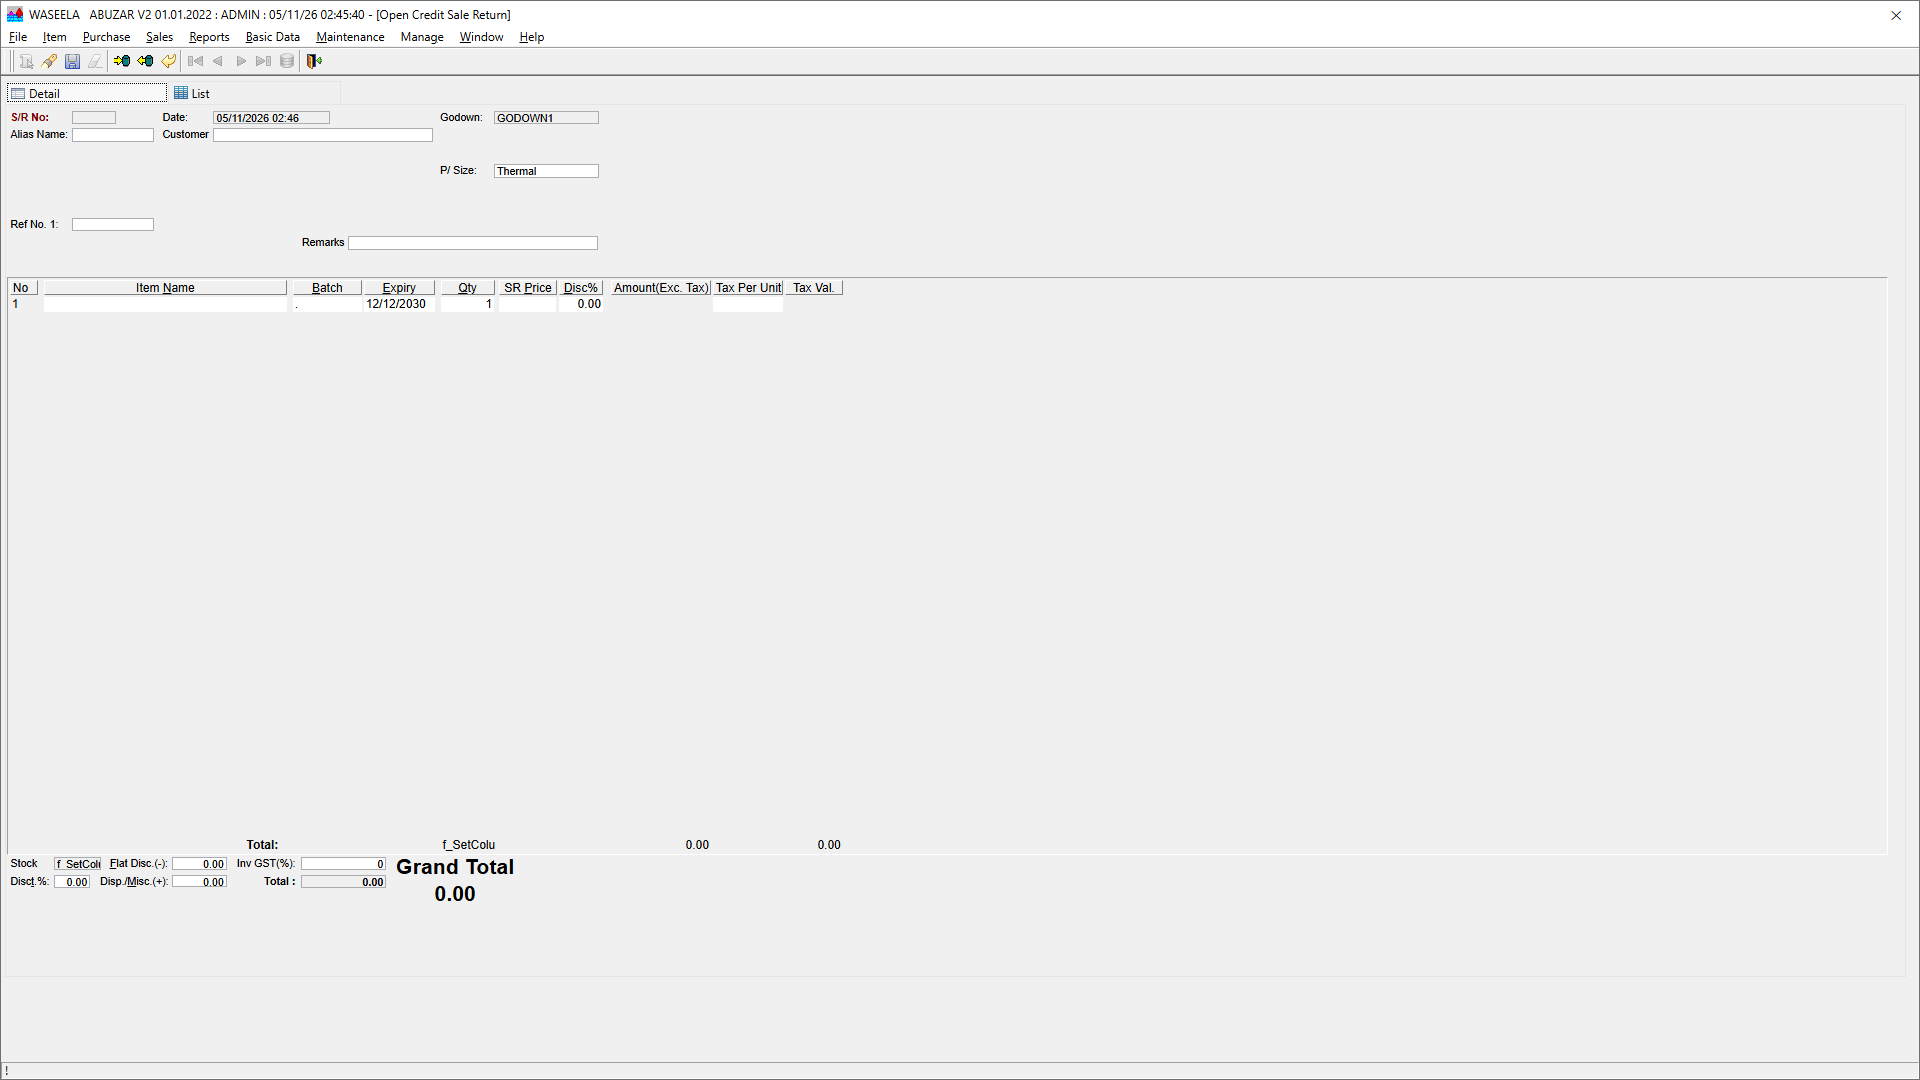 WASEELA ABUZAR V2 01.01.2022 : ADMIN : 05/11/26 02:45:40 - [Open Credit Sale Return]
File Item Purchase Sales Reports Basic Data Maintenance Manage Window Help
Detail List
S/R No: Date: 05/11/2026 02:46 Godown: GODOWN1
Alias Name: Customer
P/ Size: Thermal
Ref No. 1:
Remarks
No Item Name Batch Expiry Qty SR Price Disc% Amount(Exc. Tax) Tax Per Unit Tax Val.
1 . 12/12/2030 1 0.00
Total: f_SetColu 0.00 0.00
Stock f_SetColu Flat Disc.(-): 0.00 Inv GST(%): 0 Grand Total
Disct.%: 0.00 Disp./Misc.(+): 0.00 Total : 0.00 0.00
!